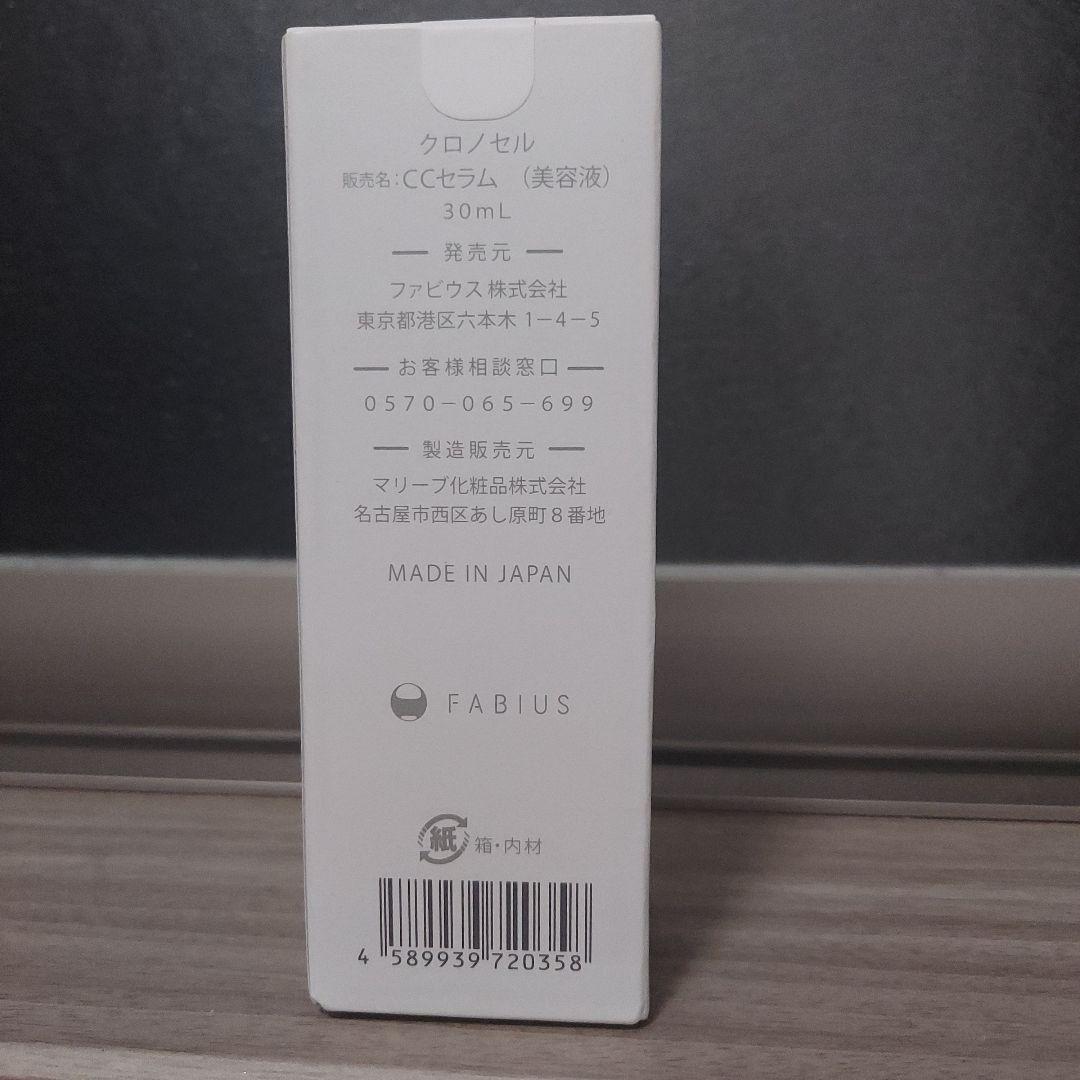 クロノセル
販売名：CCセラム （美容液）
30mL
発売元
ファビウス株式会社
東京都港区六本木1－4－5
お客様相談窓口
0570－065－699
製造販売元
マリーブ化粧品株式会社
名古屋市西区あし原町8番地
MADE IN JAPAN
FABIUS
紙 箱・内材
4 589939 720358